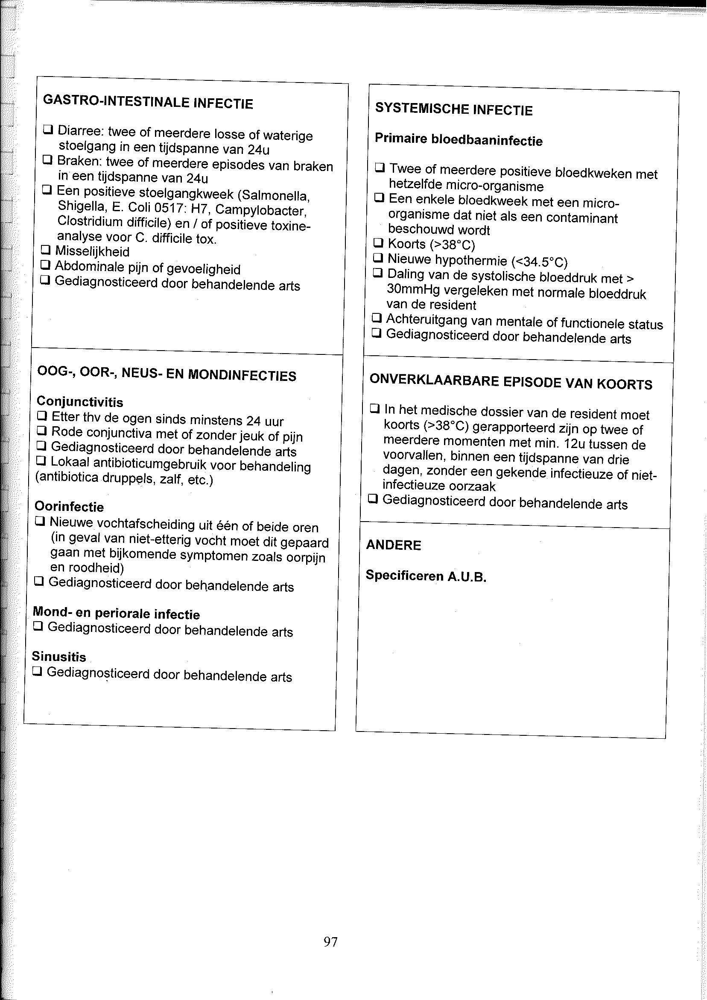 GASTRO-INTESTINALE INFECTIE
❑ Diarree: twee of meerdere losse of waterige
stoelgang in een tijdspanne van 24u
❑ Braken: twee of meerdere episodes van braken
in een tijdspanne van 24u
❑ Een positieve stoelgangkweek (Salmonella,
Shigella, E. Coli 0517: H7, Campylobacter,
Clostridium difficile) en / of positieve toxine-
analyse voor C. difficile tox.
❑ Misselijkheid
❑ Abdominale pijn of gevoeligheid
❑ Gediagnosticeerd door behandelende arts
OOG-, OOR-, NEUS- EN MONDINFECTIES
Conjunctivitis
❑ Etter thv de ogen sinds minstens 24 uur
❑ Rode conjunctiva met of zonder jeuk of pijn
❑ Gediagnosticeerd door behandelende arts
❑ Lokaal antibioticumgebruik voor behandeling
(antibiotica druppels, zalf, etc.)
Oorinfectie
❑ Nieuwe vochtafscheiding uit één of beide oren
(in geval van niet-etterig vocht moet dit gepaard
gaan met bijkomende symptomen zoals oorpijn
en roodheid)
❑ Gediagnosticeerd door behandelende arts
Mond- en periorale infectie
❑ Gediagnosticeerd door behandelende arts
Sinusitis
❑ Gediagnosticeerd door behandelende arts
SYSTEMISCHE INFECTIE
Primaire bloedbaaninfectie
❑ Twee of meerdere positieve bloedkweken met
hetzelfde micro-organisme
❑ Een enkele bloedkweek met een micro-
organisme dat niet als een contaminant
beschouwd wordt
❑ Koorts (>38°C)
❑ Nieuwe hypothermie (<34.5°C)
❑ Daling van de systolische bloeddruk met >
30mmHg vergeleken met normale bloeddruk
van de resident
❑ Achteruitgang van mentale of functionele status
❑ Gediagnosticeerd door behandelende arts
ONVERKLAARBARE EPISODE VAN KOORTS
❑ In het medische dossier van de resident moet
koorts (>38°C) gerapporteerd zijn op twee of
meerdere momenten met min. 12u tussen de
voorvallen, binnen een tijdspanne van drie
dagen, zonder een gekende infectieuze of niet-
infectieuze oorzaak
❑ Gediagnosticeerd door behandelende arts
ANDERE
Specificeren A.U.B.
97